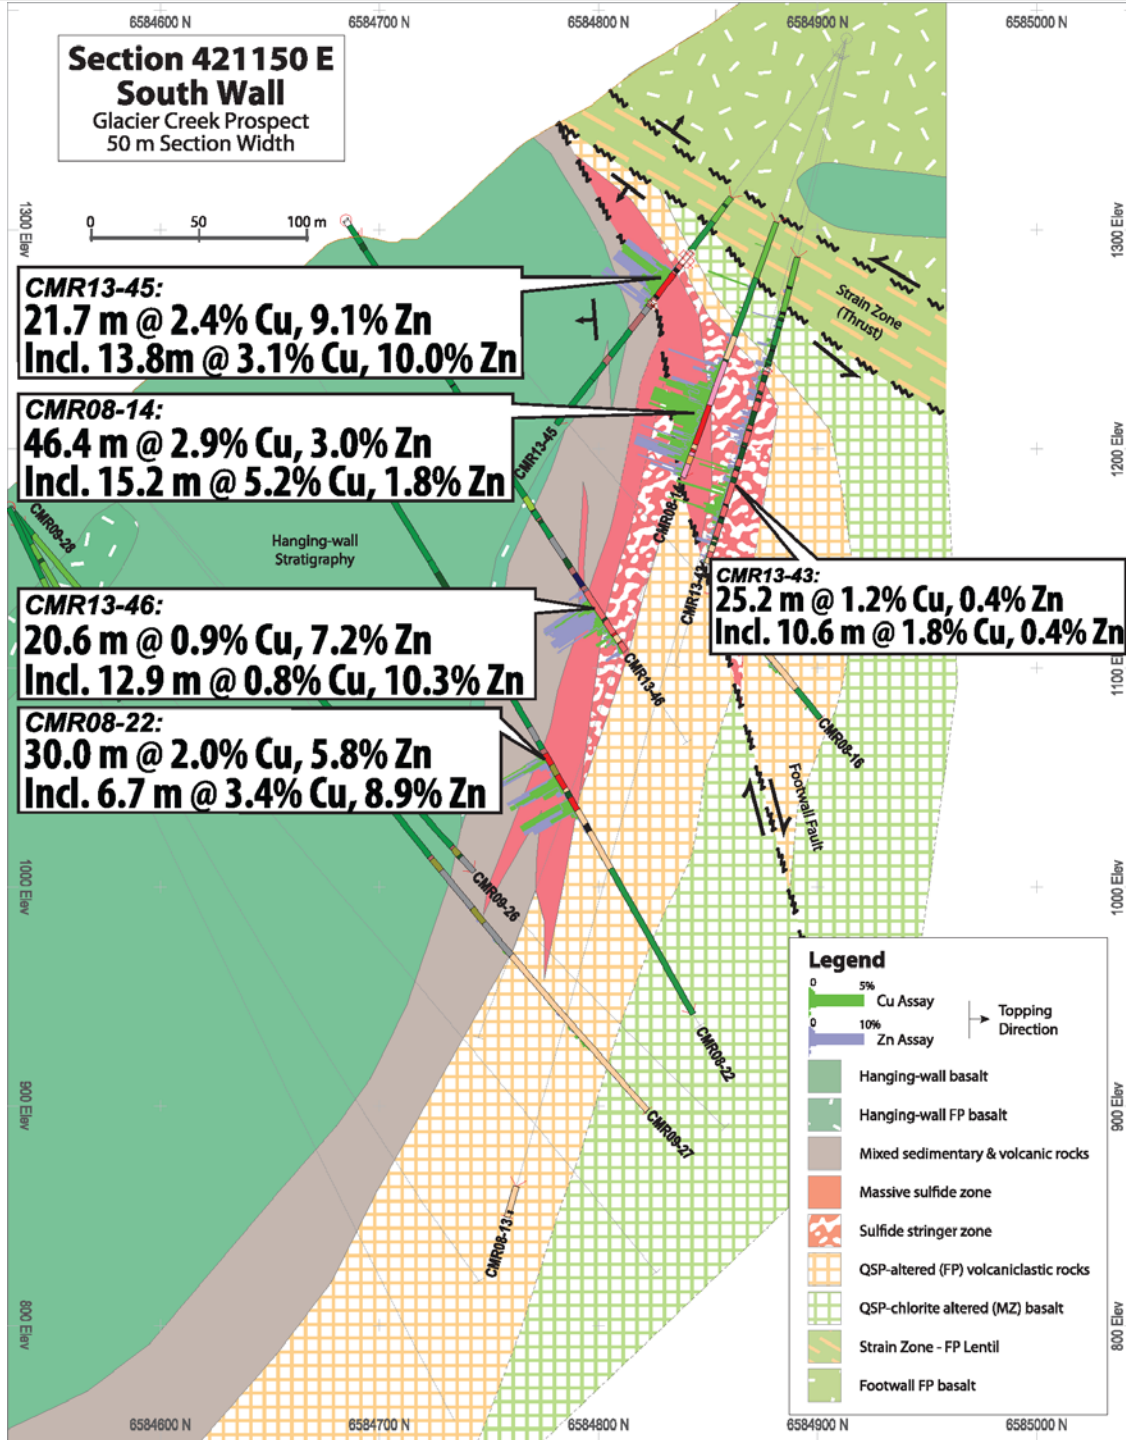 6584600 N
6584700 N
6584800 N
6584900 N
6585000 N
Section 421150 E
South Wall
Glacier Creek Prospect
50 m Section Width
1300 Elev
1300 Elev
0 50 100 m
CMR13-45:
21.7 m @ 2.4% Cu, 9.1% Zn
Incl. 13.8m @ 3.1% Cu, 10.0% Zn
Strain Zone
(Thrust)
CMR08-14:
46.4 m @ 2.9% Cu, 3.0% Zn
Incl. 15.2 m @ 5.2% Cu, 1.8% Zn
CMR13-45
1200 Elev
CMR08-14
CMR09-28
Hanging-wall
Stratigraphy
CMR13-43
CMR13-43:
25.2 m @ 1.2% Cu, 0.4% Zn
Incl. 10.6 m @ 1.8% Cu, 0.4% Zn
CMR13-46:
20.6 m @ 0.9% Cu, 7.2% Zn
Incl. 12.9 m @ 0.8% Cu, 10.3% Zn
CMR13-46
1100 Elev
CMR08-22:
30.0 m @ 2.0% Cu, 5.8% Zn
Incl. 6.7 m @ 3.4% Cu, 8.9% Zn
CMR08-16
Footwall Fault
1000 Elev
1000 Elev
CMR09-26
CMR08-22
CMR09-27
CMR08-13
900 Elev
900 Elev
800 Elev
800 Elev
Legend
0 5%
Cu Assay
0 10%
Zn Assay
Topping
Direction
Hanging-wall basalt
Hanging-wall FP basalt
Mixed sedimentary & volcanic rocks
Massive sulfide zone
Sulfide stringer zone
QSP-altered (FP) volcaniclastic rocks
QSP-chlorite altered (MZ) basalt
Strain Zone - FP Lentil
Footwall FP basalt
6584600 N
6584700 N
6584800 N
6584900 N
6585000 N